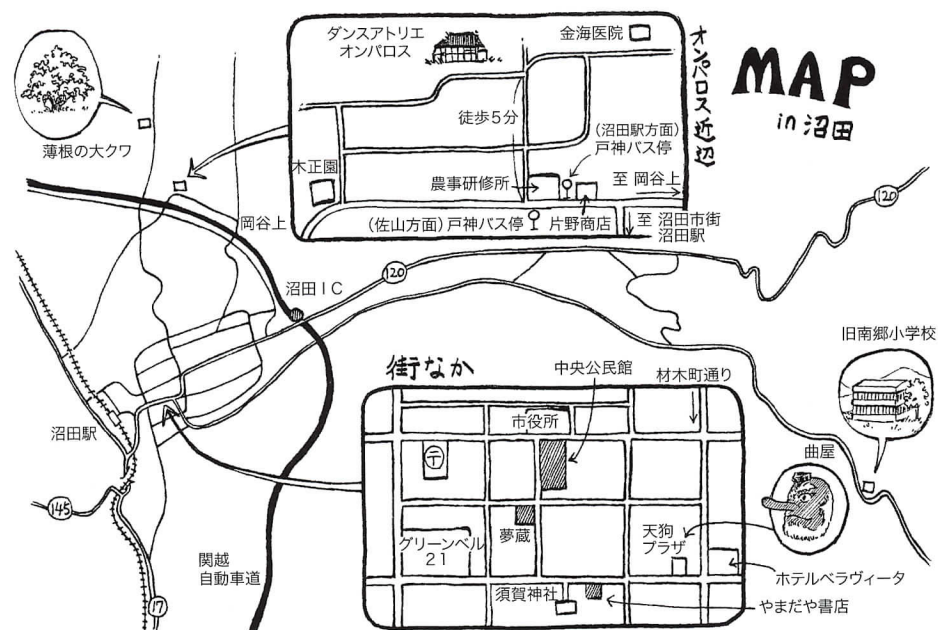 MAP
in 沼田
オンパロス近辺
ダンスアトリエ
オンパロス
金海医院
徒歩5分
(沼田駅方面)
戸神バス停
木正園
農事研修所
至 岡谷上
(佐山方面)戸神バス停
片野商店
至 沼田市街
沼田駅
薄根の大クワ
岡谷上
120
沼田IC
120
沼田駅
145
17
関越
自動車道
街なか
中央公民館
材木町通り
市役所
〒
グリーンベル
21
夢蔵
天狗
プラザ
須賀神社
やまだや書店
ホテルベラヴィータ
曲屋
旧南郷小学校